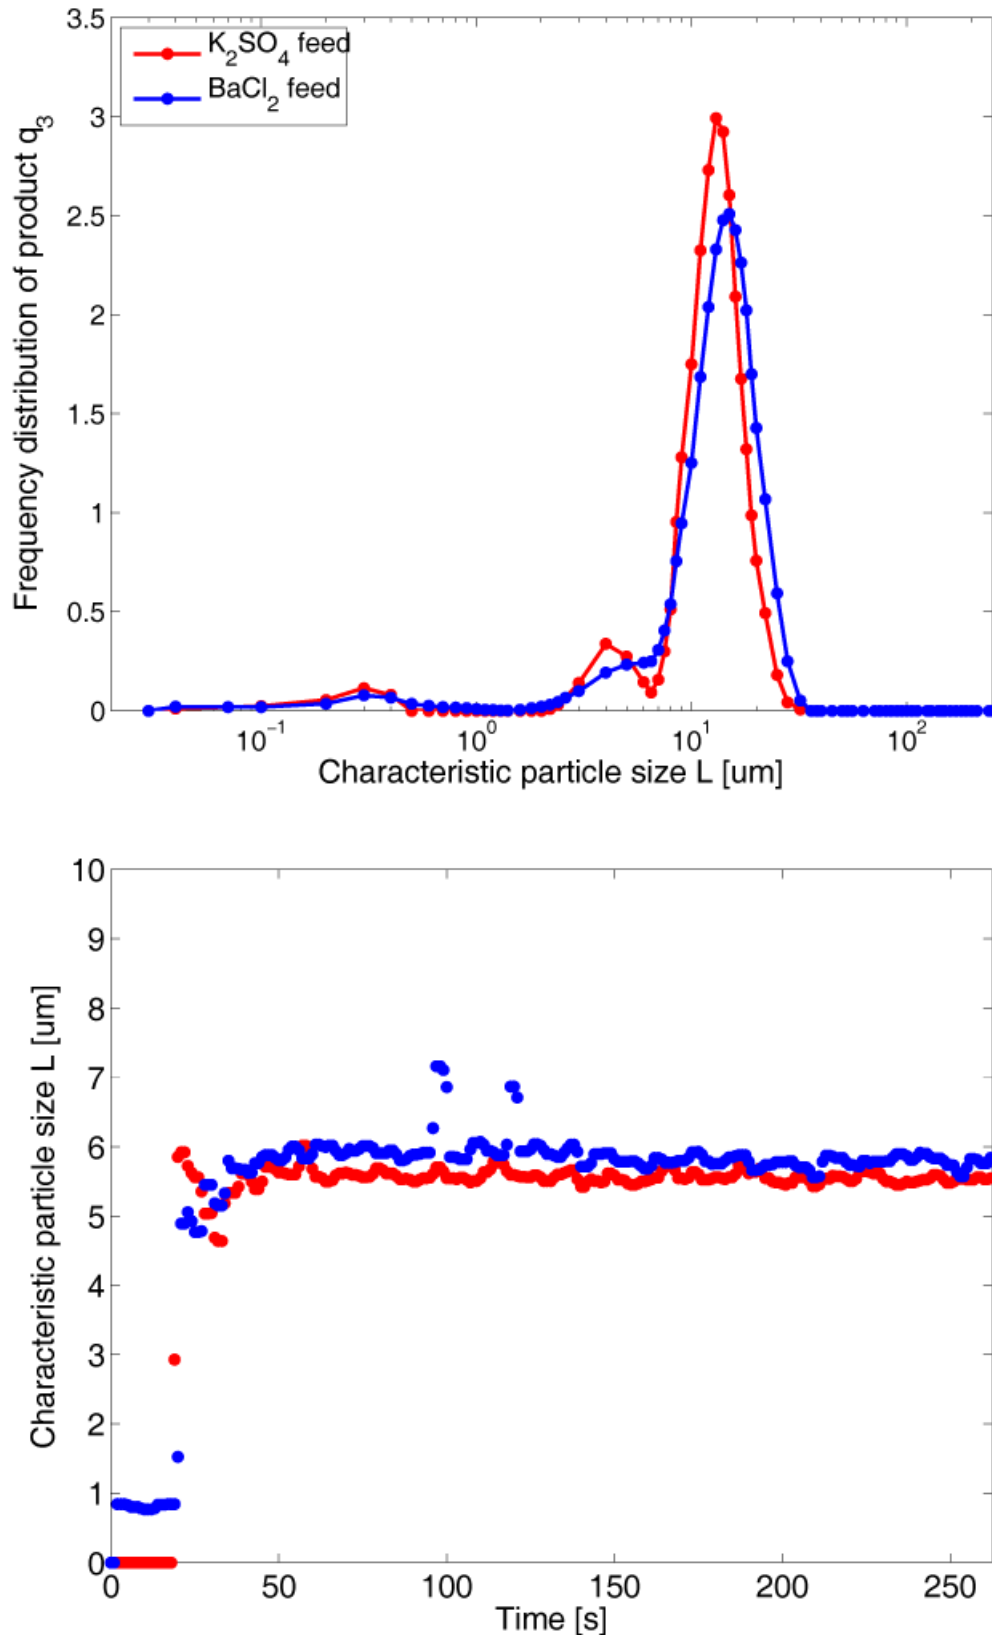 3.5
3
2.5
2
1.5
1
0.5
0
K₂SO₄ feed
BaCl₂ feed
Frequency distribution of product q₃
10⁻¹ 10⁰ 10¹ 10²
Characteristic particle size L [um]
10
9
8
7
6
5
4
3
2
1
0
Characteristic particle size L [um]
0 50 100 150 200 250
Time [s]